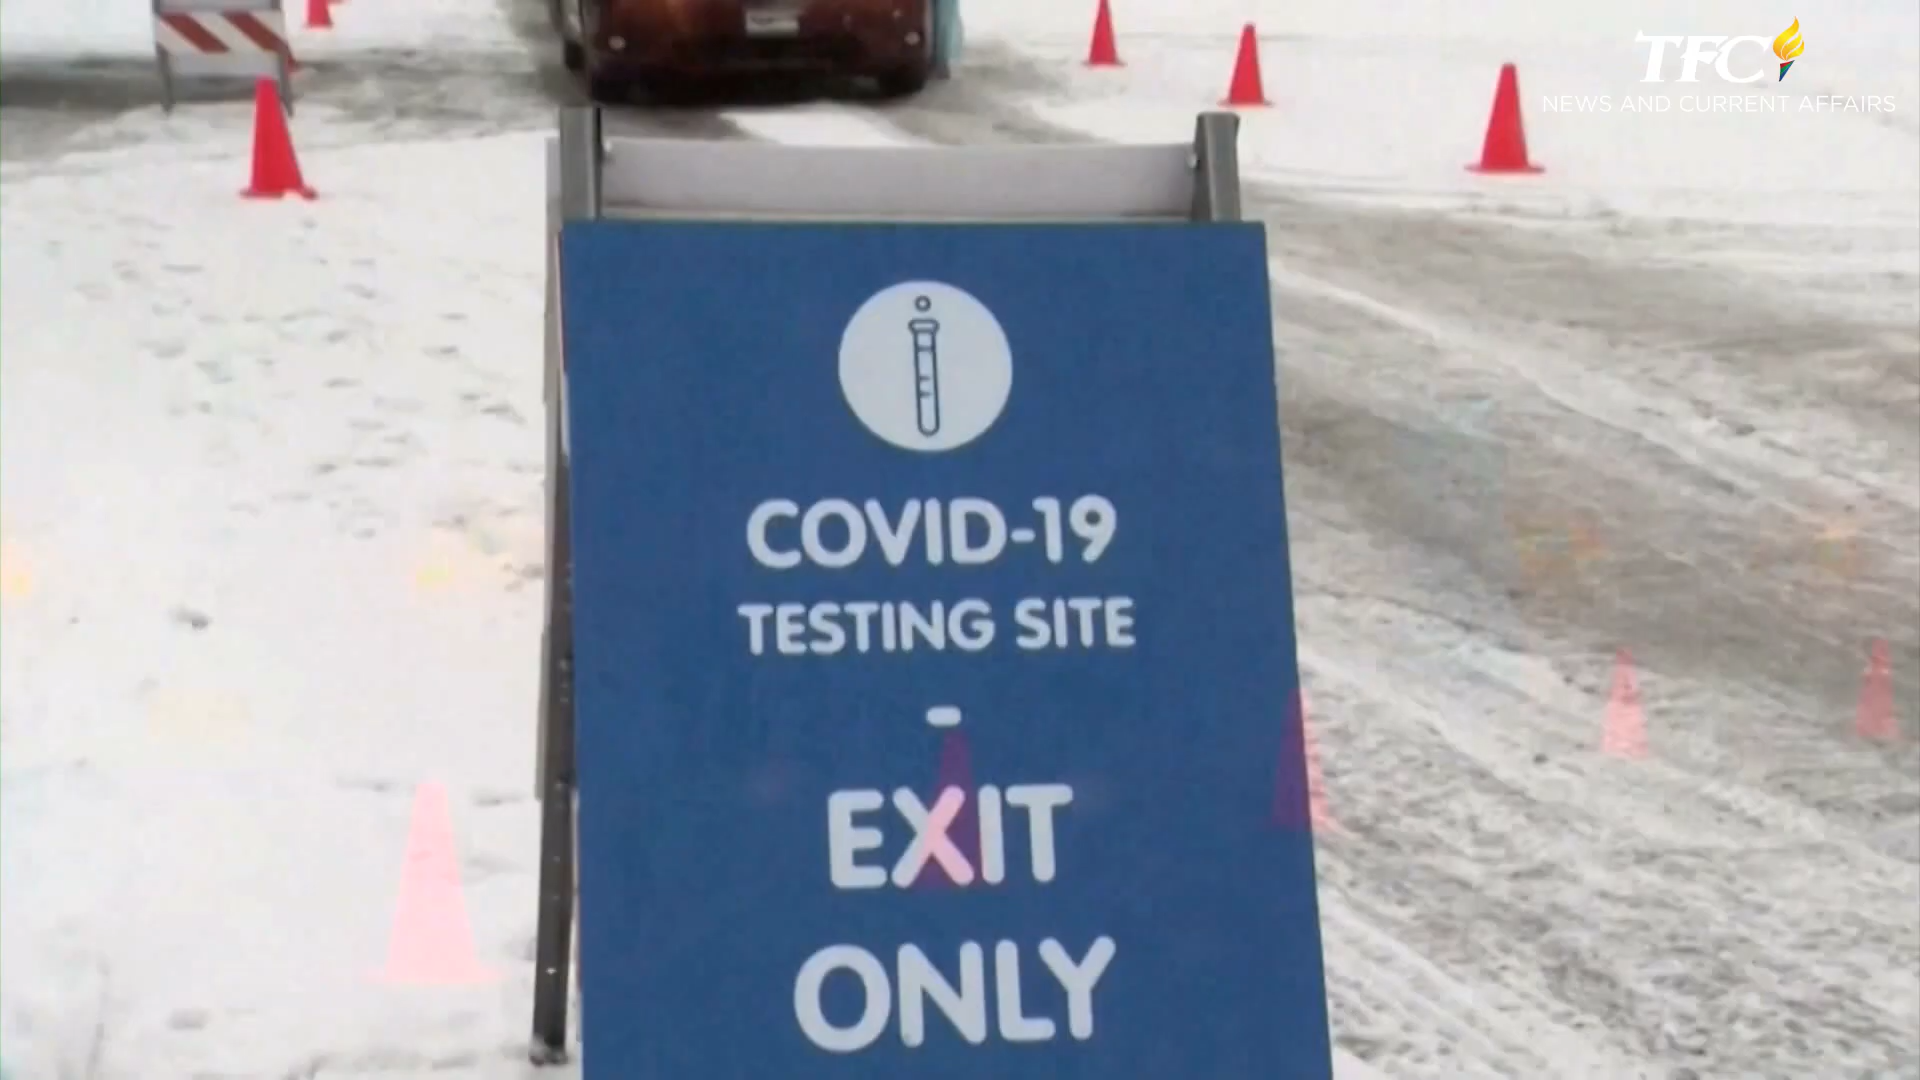 TFC
NEWS AND CURRENT AFFAIRS
COVID-19
TESTING SITE
-
EXIT
ONLY